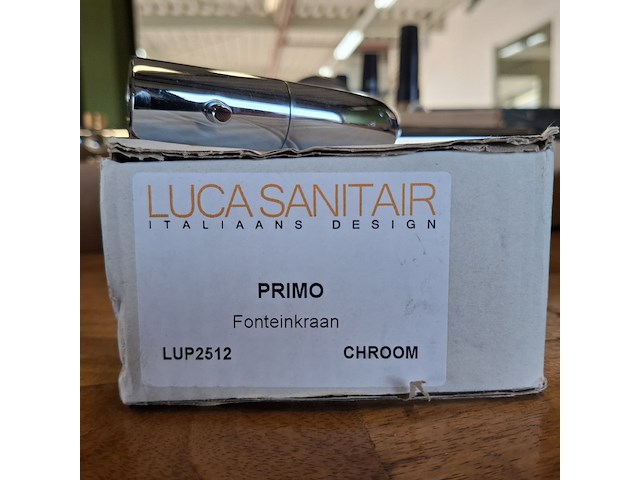 LUCA SANITAIR
ITALIAANS DESIGN
PRIMO
Fonteinkraan
LUP2512 CHROOM